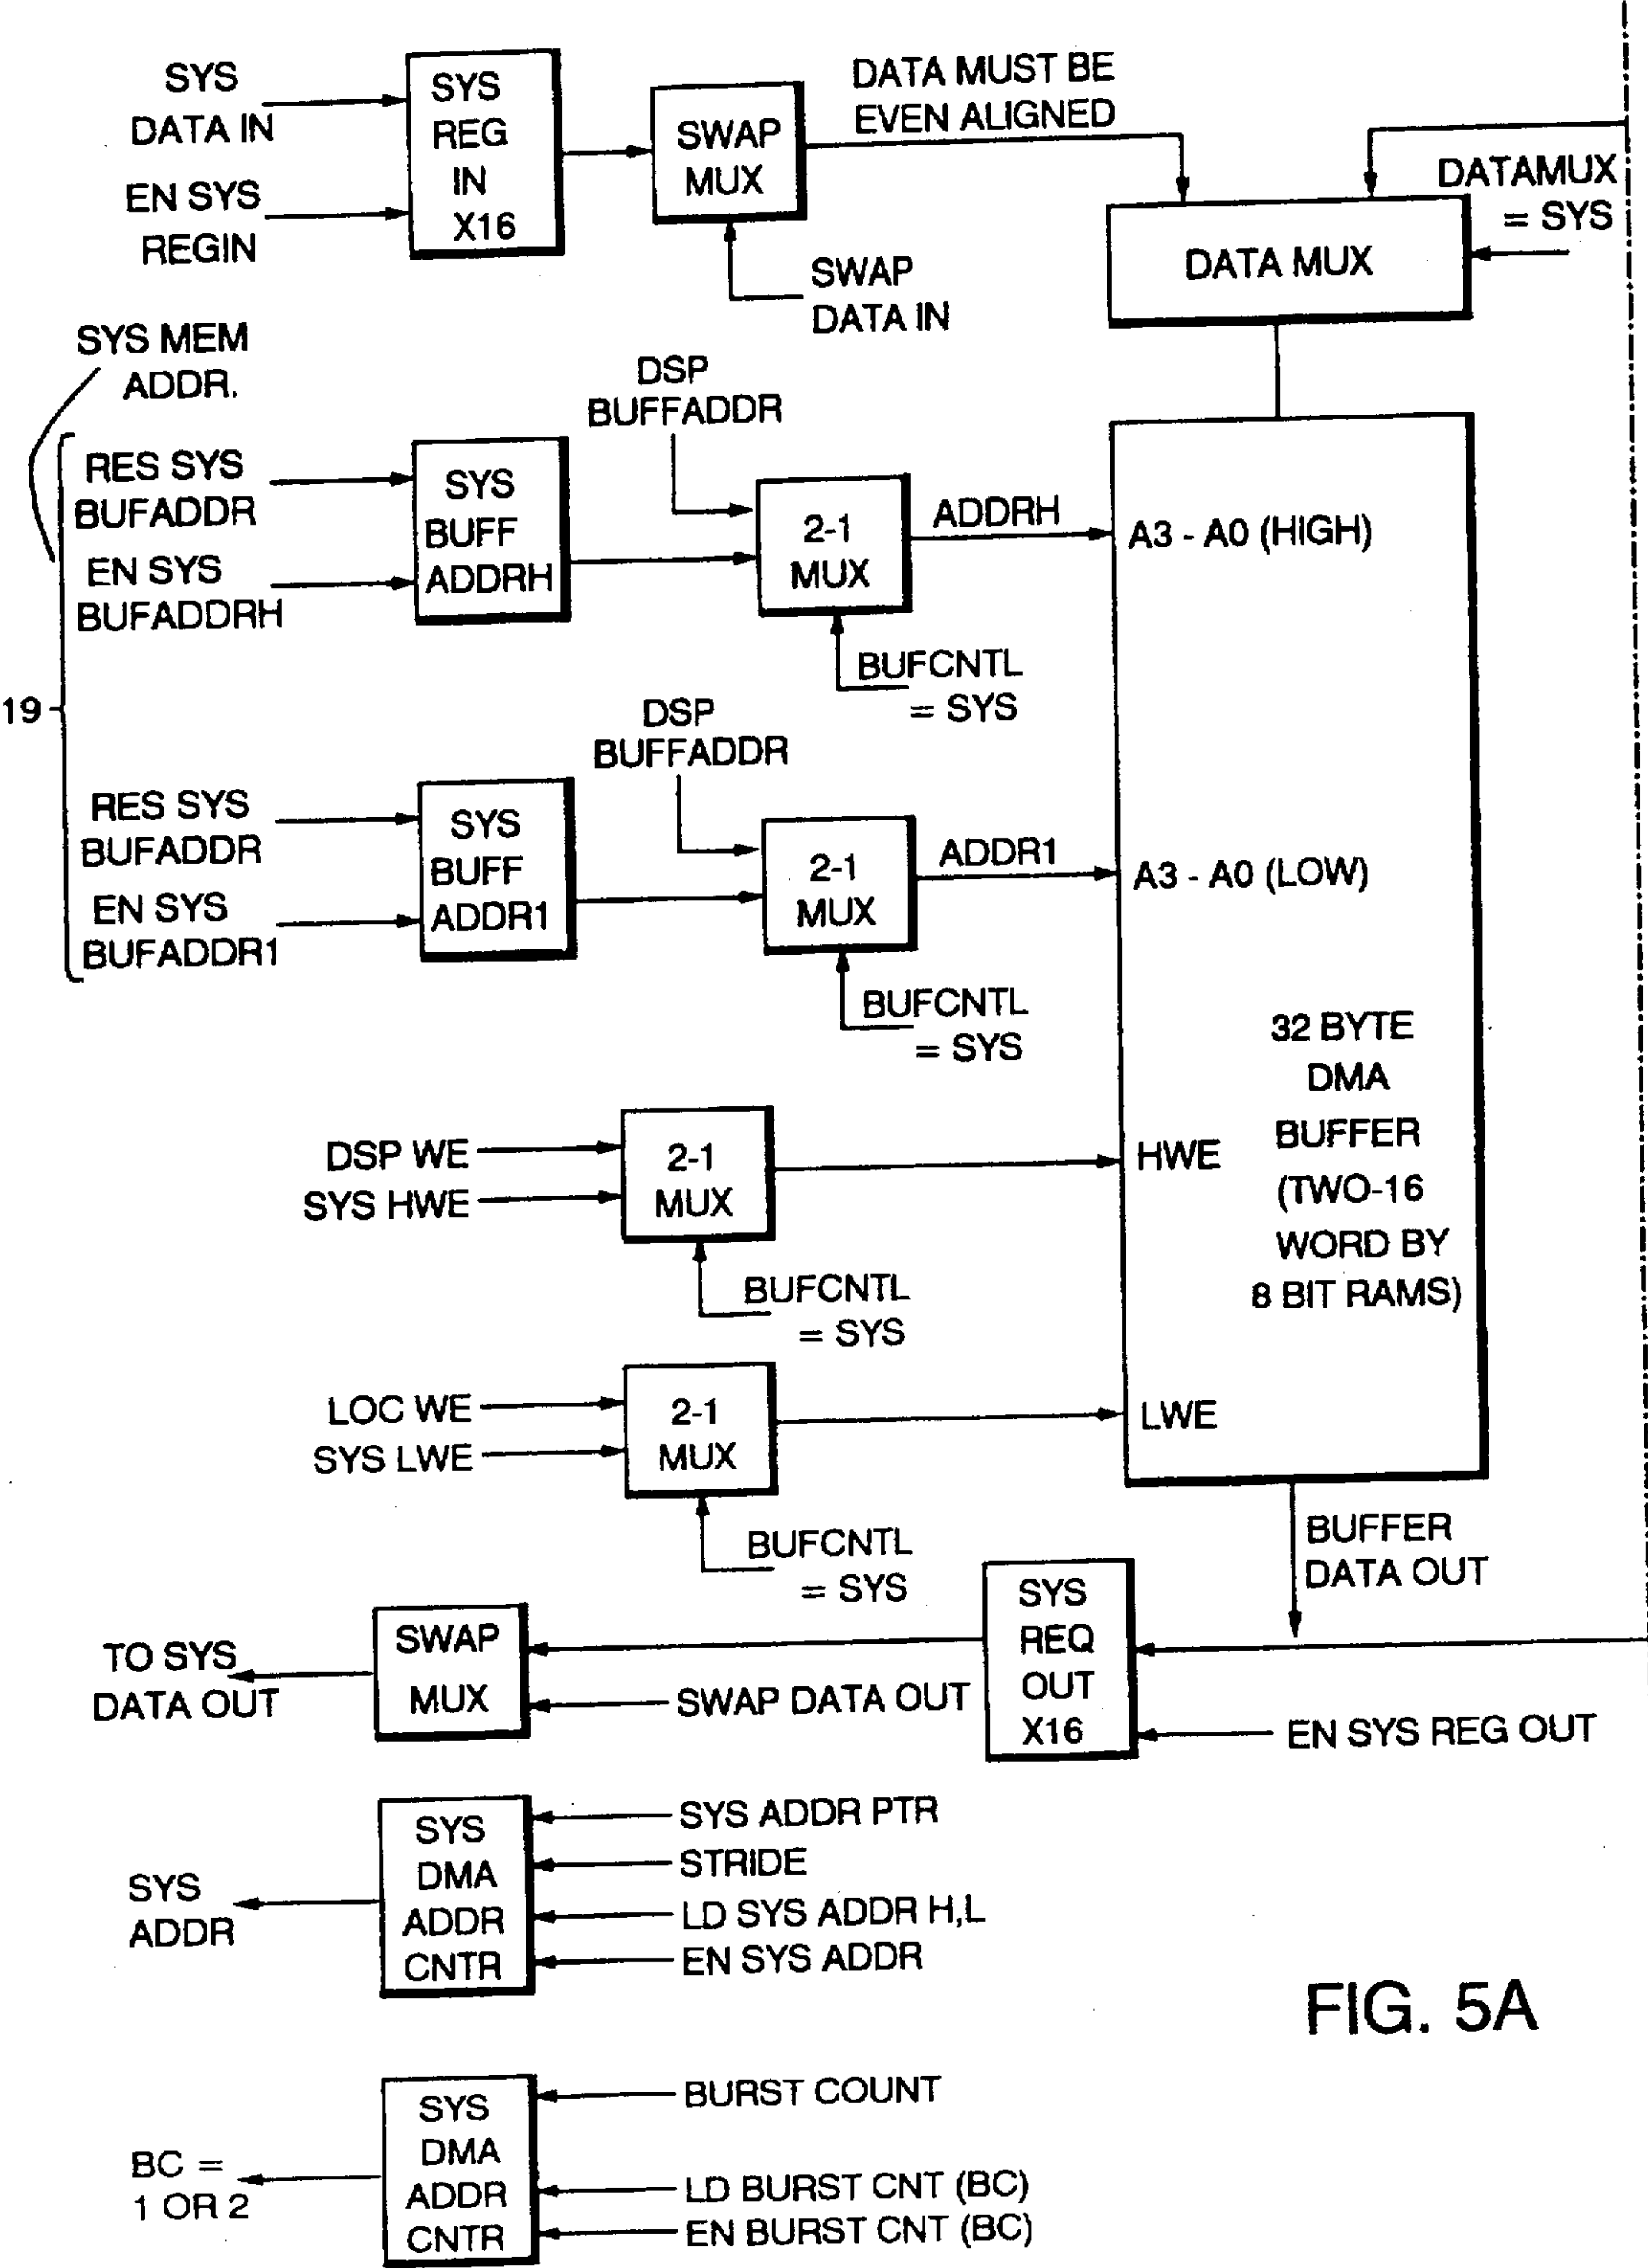 SYS
DATA IN
EN SYS
REGIN
SYS
REG
IN
X16
SWAP
MUX
SWAP
DATA IN
DATA MUST BE
EVEN ALIGNED
DATAMUX
= SYS
DATA MUX
SYS MEM
ADDR.
19
RES SYS
BUFADDR
EN SYS
BUFADDRH
SYS
BUFF
ADDRH
DSP
BUFFADDR
2-1
MUX
BUFCNTL
= SYS
ADDRH
A3 - A0 (HIGH)
RES SYS
BUFADDR
EN SYS
BUFADDR1
SYS
BUFF
ADDR1
DSP
BUFFADDR
2-1
MUX
BUFCNTL
= SYS
ADDR1
A3 - A0 (LOW)
32 BYTE
DMA
BUFFER
(TWO-16
WORD BY
8 BIT RAMS)
DSP WE
SYS HWE
2-1
MUX
BUFCNTL
= SYS
HWE
LOC WE
SYS LWE
2-1
MUX
BUFCNTL
= SYS
LWE
BUFFER
DATA OUT
TO SYS
DATA OUT
SWAP
MUX
SWAP DATA OUT
SYS
REQ
OUT
X16
EN SYS REG OUT
SYS
ADDR
SYS
DMA
ADDR
CNTR
SYS ADDR PTR
STRIDE
LD SYS ADDR H,L
EN SYS ADDR
BC =
1 OR 2
SYS
DMA
ADDR
CNTR
BURST COUNT
LD BURST CNT (BC)
EN BURST CNT (BC)
FIG. 5A